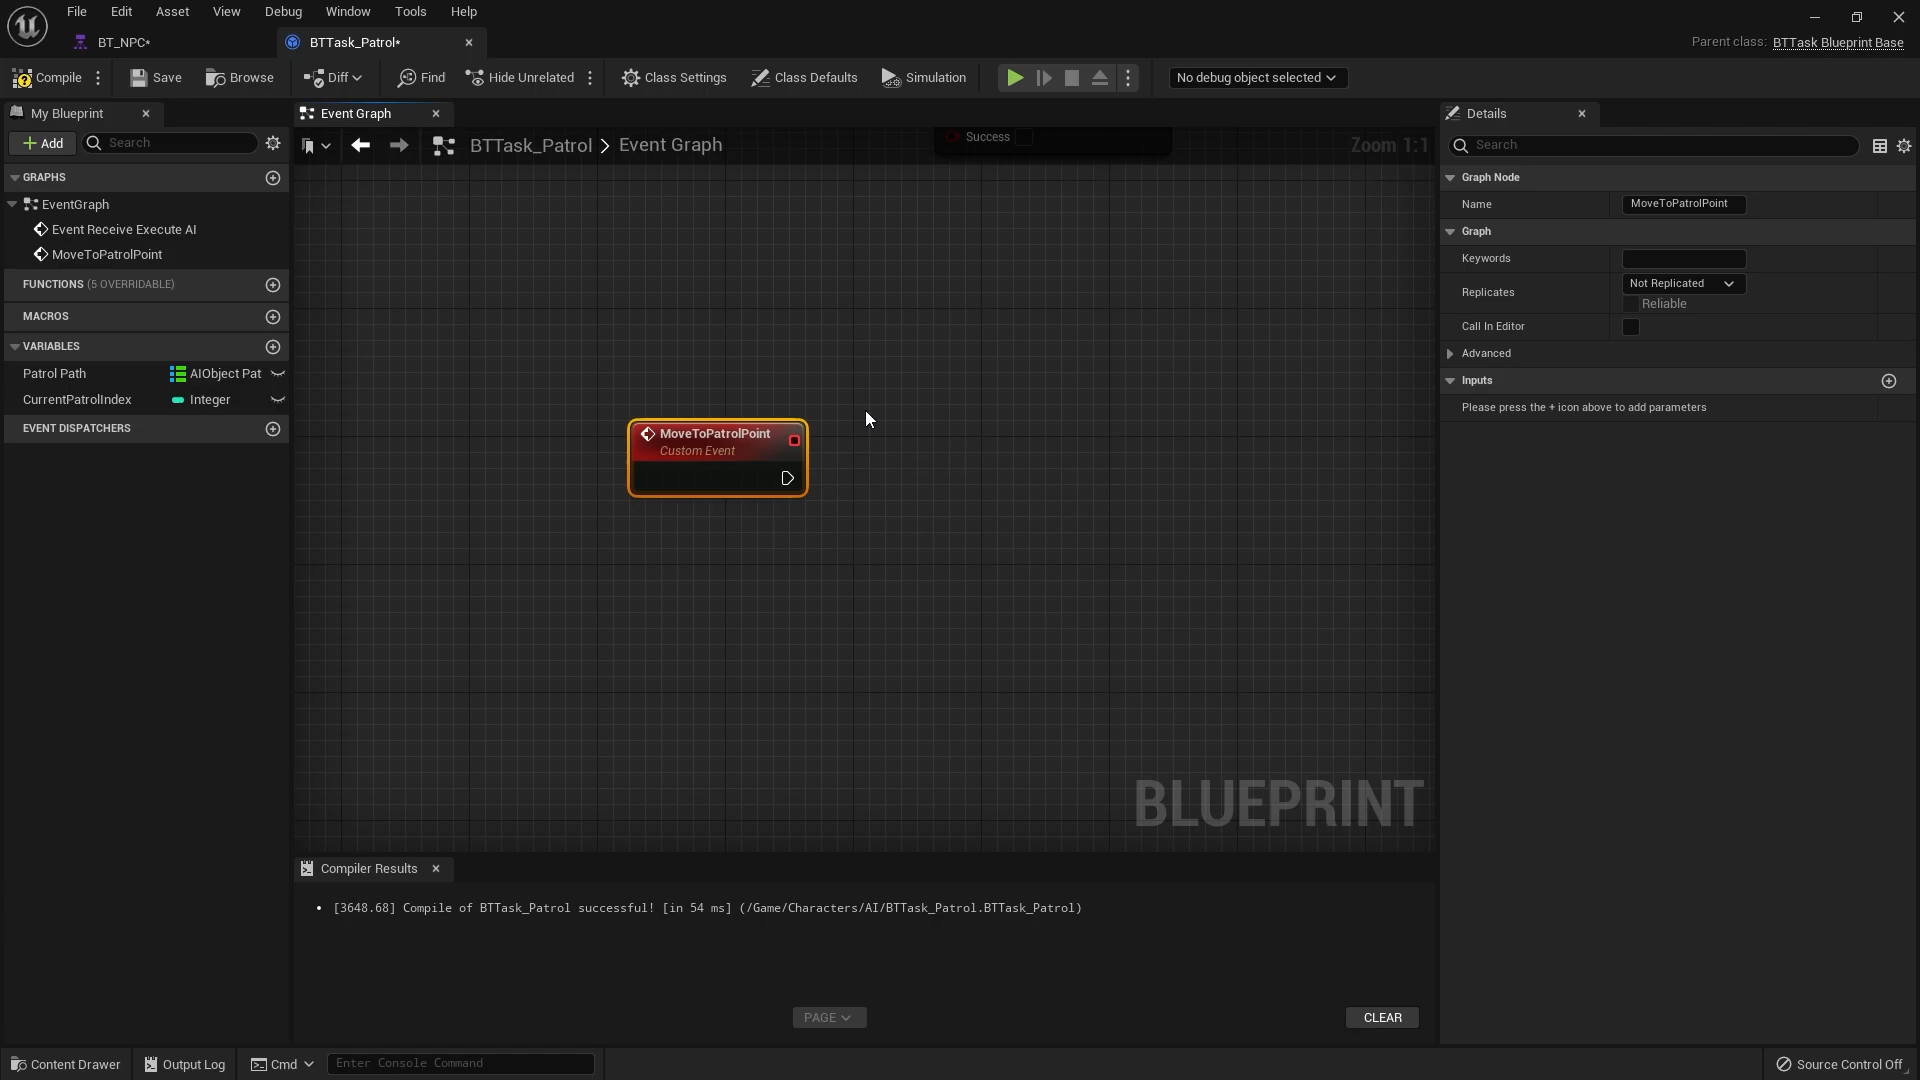 File Edit Asset View Debug Window Tools Help
BT_NPC*
BTTask_Patrol*
Parent class: BTTask Blueprint Base
Compile Save Browse Diff Find Hide Unrelated Class Settings Class Defaults Simulation No debug object selected
My Blueprint
Event Graph
Details
Add Search
BTTask_Patrol > Event Graph
Success
Zoom 1:1
Search
GRAPHS
EventGraph
Event Receive Execute AI
MoveToPatrolPoint
FUNCTIONS (5 OVERRIDABLE)
MACROS
VARIABLES
Patrol Path AIObject Pat
CurrentPatrolIndex Integer
EVENT DISPATCHERS
MoveToPatrolPoint
Custom Event
BLUEPRINT
Graph Node
Name MoveToPatrolPoint
Graph
Keywords
Replicates Not Replicated
Reliable
Call In Editor
Advanced
Inputs
Please press the + icon above to add parameters
Compiler Results
• [3648.68] Compile of BTTask_Patrol successful! [in 54 ms] (/Game/Characters/AI/BTTask_Patrol.BTTask_Patrol)
PAGE
CLEAR
Content Drawer Output Log Cmd Enter Console Command Source Control Off